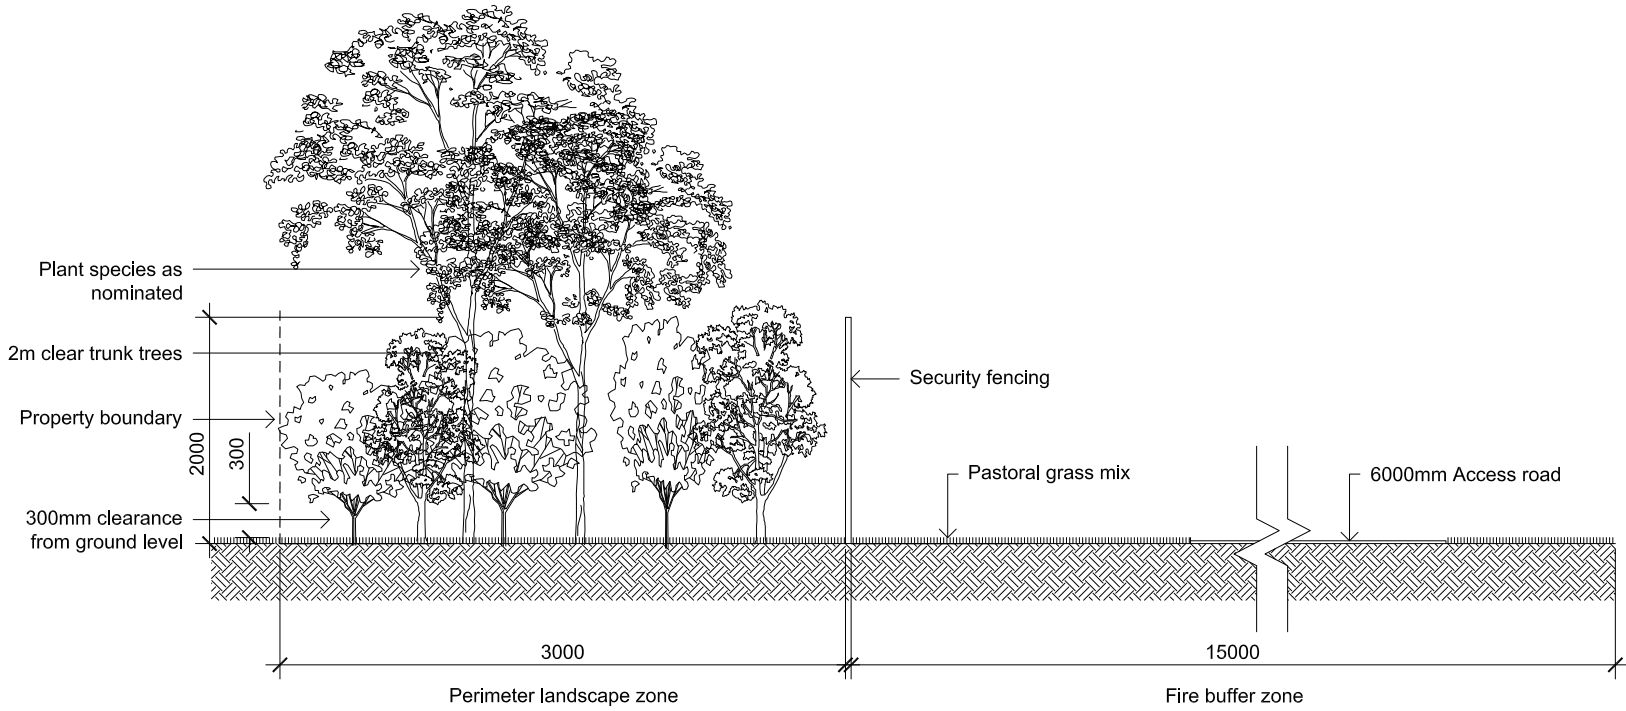 Plant species as
nominated
2m clear trunk trees
Property boundary
2000
300
300mm clearance
from ground level
Security fencing
Pastoral grass mix
6000mm Access road
3000
15000
Perimeter landscape zone
Fire buffer zone